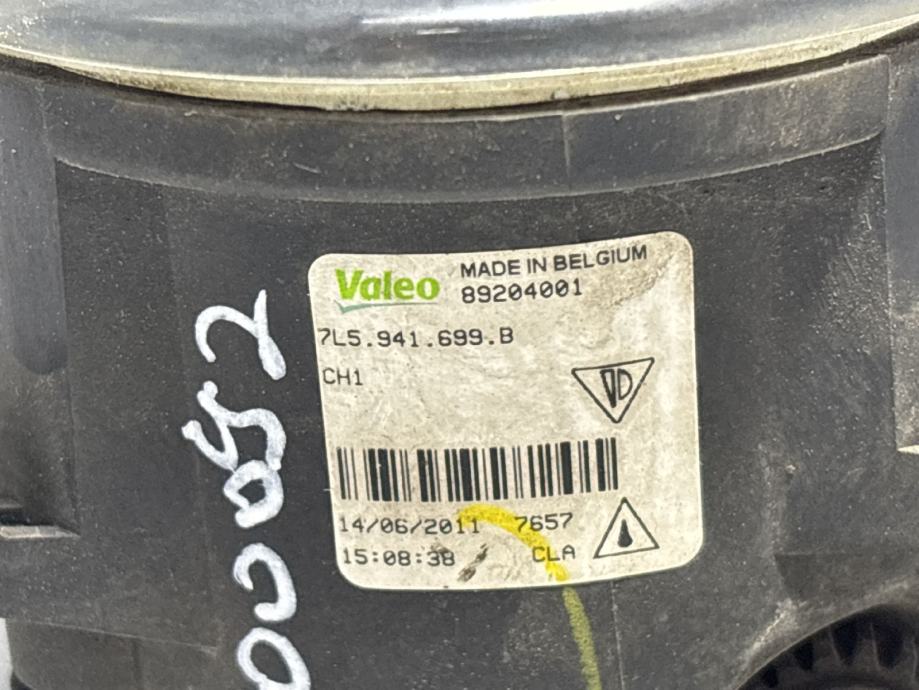 Valeo
MADE IN BELGIUM
89204001
7L5.941.699.B
CH1
14/06/2011 7657
15:08:38 CLA